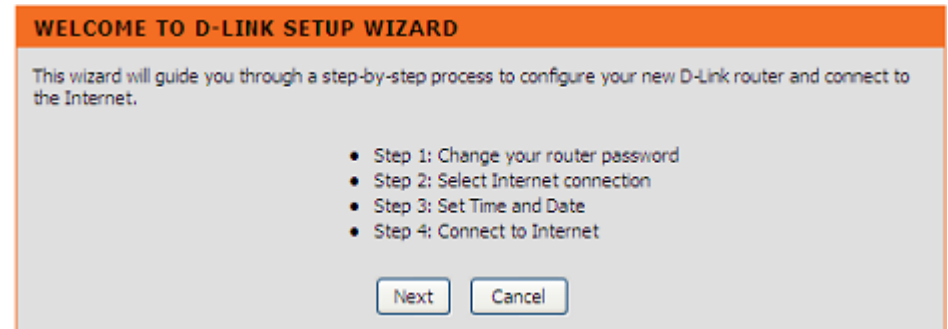 WELCOME TO D-LINK SETUP WIZARD
This wizard will guide you through a step-by-step process to configure your new D-Link router and connect to
the Internet.
• Step 1: Change your router password
• Step 2: Select Internet connection
• Step 3: Set Time and Date
• Step 4: Connect to Internet
Next Cancel